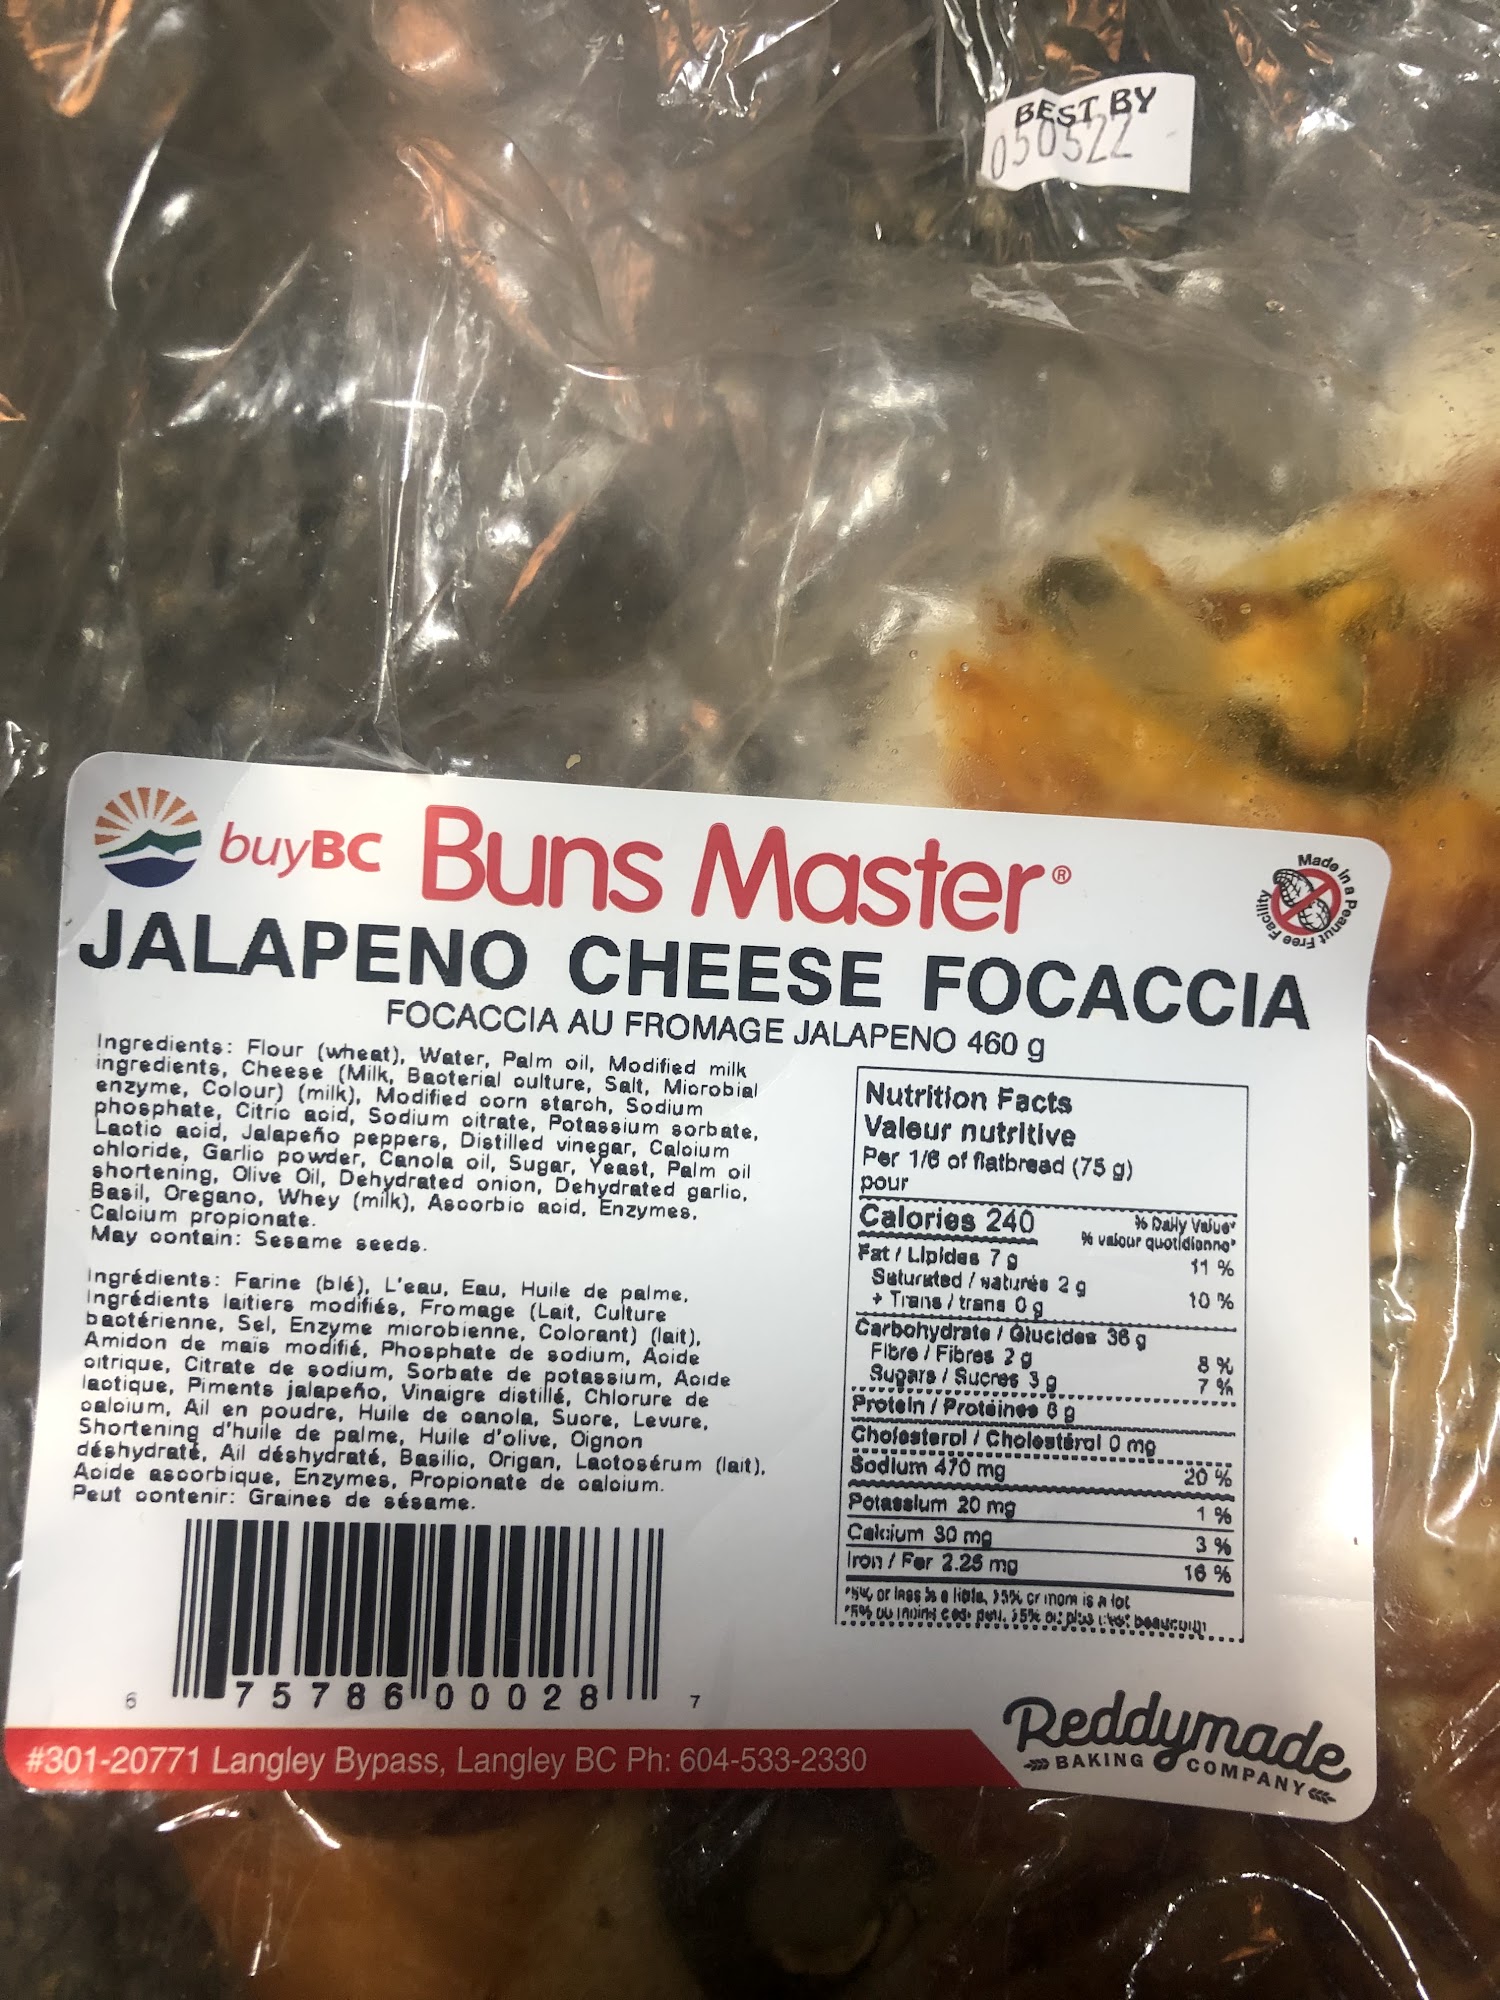 BEST BY
050522
buyBC Buns Master®
Made in a Peanut Free Facility
JALAPENO CHEESE FOCACCIA
FOCACCIA AU FROMAGE JALAPENO 460 g
Ingredients: Flour (wheat), Water, Palm oil, Modified milk
ingredients, Cheese (Milk, Bacterial culture, Salt, Microbial
enzyme, Colour) (milk), Modified corn starch, Sodium
phosphate, Citric acid, Sodium citrate, Potassium sorbate,
Lactic acid, Jalapeño peppers, Distilled vinegar, Calcium
chloride, Garlic powder, Canola oil, Sugar, Yeast, Palm oil
shortening, Olive Oil, Dehydrated onion, Dehydrated garlic,
Basil, Oregano, Whey (milk), Ascorbic acid, Enzymes,
Calcium propionate.
May contain: Sesame seeds.
Ingrédients: Farine (blé), L'eau, Eau, Huile de palme,
Ingrédients laitiers modifiés, Fromage (Lait, Culture
bactérienne, Sel, Enzyme microbienne, Colorant) (lait),
Amidon de maïs modifié, Phosphate de sodium, Acide
citrique, Citrate de sodium, Sorbate de potassium, Acide
lactique, Piments jalapeño, Vinaigre distillé, Chlorure de
calcium, Ail en poudre, Huile de canola, Sucre, Levure,
Shortening d'huile de palme, Huile d'olive, Oignon
déshydraté, Ail déshydraté, Basilic, Origan, Lactosérum (lait),
Acide ascorbique, Enzymes, Propionate de calcium.
Peut contenir: Graines de sésame.
Nutrition Facts
Valeur nutritive
Per 1/6 of flatbread (75 g)
pour
Calories 240
% Daily Value*
% valeur quotidienne*
Fat / Lipides 7 g 11 %
Saturated / saturés 2 g
+ Trans / trans 0 g 10 %
Carbohydrate / Glucides 36 g
Fibre / Fibres 2 g 8 %
Sugars / Sucres 3 g 7 %
Protein / Protéines 6 g
Cholesterol / Cholestérol 0 mg
Sodium 470 mg 20 %
Potassium 20 mg 1 %
Calcium 30 mg 3 %
Iron / Fer 2.25 mg 16 %
or less is a little, or more is a lot
6 75786 00028 7
#301-20771 Langley Bypass, Langley BC Ph: 604-533-2330
Reddymade
BAKING COMPANY